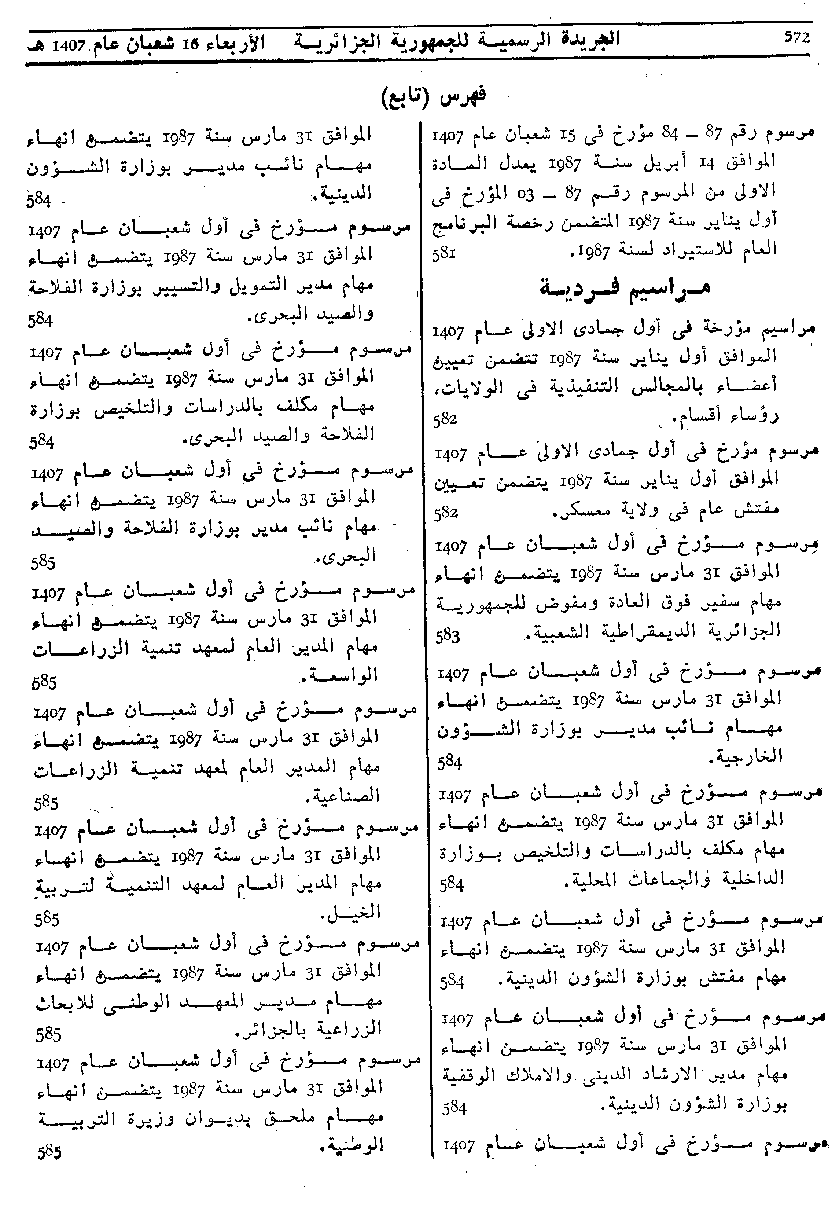 572 الجريدة الرسمية للجمهورية الجزائرية الأربعاء 16 شعبان عام 1407 هـ
فهرس (تابع)
مرسوم رقم 87 – 84 مؤرخ في 15 شعبان عام 1407
الموافق 14 أبريل سنة 1987 يعدل المادة
الاولى من المرسوم رقم 87 – 03 المؤرخ في
أول يناير سنة 1987 المتضمن رخصة البرنامج
العام للاستيراد لسنة 1987. 581
مراسيم فردية
مراسيم مؤرخة في أول جمادى الاولى عام 1407
الموافق أول يناير سنة 1987 تتضمن تعيين
أعضاء بالمجالس التنفيذية في الولايات،
رؤساء أقسام. 582
مرسوم مؤرخ في أول جمادى الاولى عام 1407
الموافق أول يناير سنة 1987 يتضمن تعيين
مفتش عام في ولاية معسكر. 582
مرسوم مؤرخ في أول شعبان عام 1407
الموافق 31 مارس سنة 1987 يتضمن انهاء
مهام سفير فوق العادة ومفوض للجمهورية
الجزائرية الديمقراطية الشعبية. 583
مرسوم مؤرخ في أول شعبان عام 1407
الموافق 31 مارس سنة 1987 يتضمن انهاء
مهام نائب مدير بوزارة الشؤون
الخارجية. 584
مرسوم مؤرخ في أول شعبان عام 1407
الموافق 31 مارس سنة 1987 يتضمن انهاء
مهام مكلف بالدراسات والتلخيص بوزارة
الداخلية والجماعات المحلية. 584
مرسوم مؤرخ في أول شعبان عام 1407
الموافق 31 مارس سنة 1987 يتضمن انهاء
مهام مفتش بوزارة الشؤون الدينية. 584
مرسوم مؤرخ في أول شعبان عام 1407
الموافق 31 مارس سنة 1987 يتضمن انهاء
مهام مدير الارشاد الديني والاملاك الوقفية
بوزارة الشؤون الدينية. 584
مرسوم مؤرخ في أول شعبان عام 1407
الموافق 31 مارس سنة 1987 يتضمن انهاء
مهام نائب مدير بوزارة الشؤون
الدينية. 584
مرسوم مؤرخ في أول شعبان عام 1407
الموافق 31 مارس سنة 1987 يتضمن انهاء
مهام مدير التمويل والتسيير بوزارة الفلاحة
والصيد البحرى. 584
مرسوم مؤرخ في أول شعبان عام 1407
الموافق 31 مارس سنة 1987 يتضمن انهاء
مهام مكلف بالدراسات والتلخيص بوزارة
الفلاحة والصيد البحرى. 584
مرسوم مؤرخ في أول شعبان عام 1407
الموافق 31 مارس سنة 1987 يتضمن انهاء
مهام نائب مدير بوزارة الفلاحة والصيد
البحرى. 585
مرسوم مؤرخ في أول شعبان عام 1407
الموافق 31 مارس سنة 1987 يتضمن انهاء
مهام المدير العام لمعهد تنمية الزراعات
الواسعة. 585
مرسوم مؤرخ في أول شعبان عام 1407
الموافق 31 مارس سنة 1987 يتضمن انهاء
مهام المدير العام لمعهد تنمية الزراعات
الصناعية. 585
مرسوم مؤرخ في أول شعبان عام 1407
الموافق 31 مارس سنة 1987 يتضمن انهاء
مهام المدير العام لمعهد التنمية لتربية
الخيل. 585
مرسوم مؤرخ في أول شعبان عام 1407
الموافق 31 مارس سنة 1987 يتضمن انهاء
مهام مدير المعهد الوطني للابحاث
الزراعية بالجزائر. 585
مرسوم مؤرخ في أول شعبان عام 1407
الموافق 31 مارس سنة 1987 يتضمن انهاء
مهام ملحق بديوان وزيرة التربية
الوطنية. 585